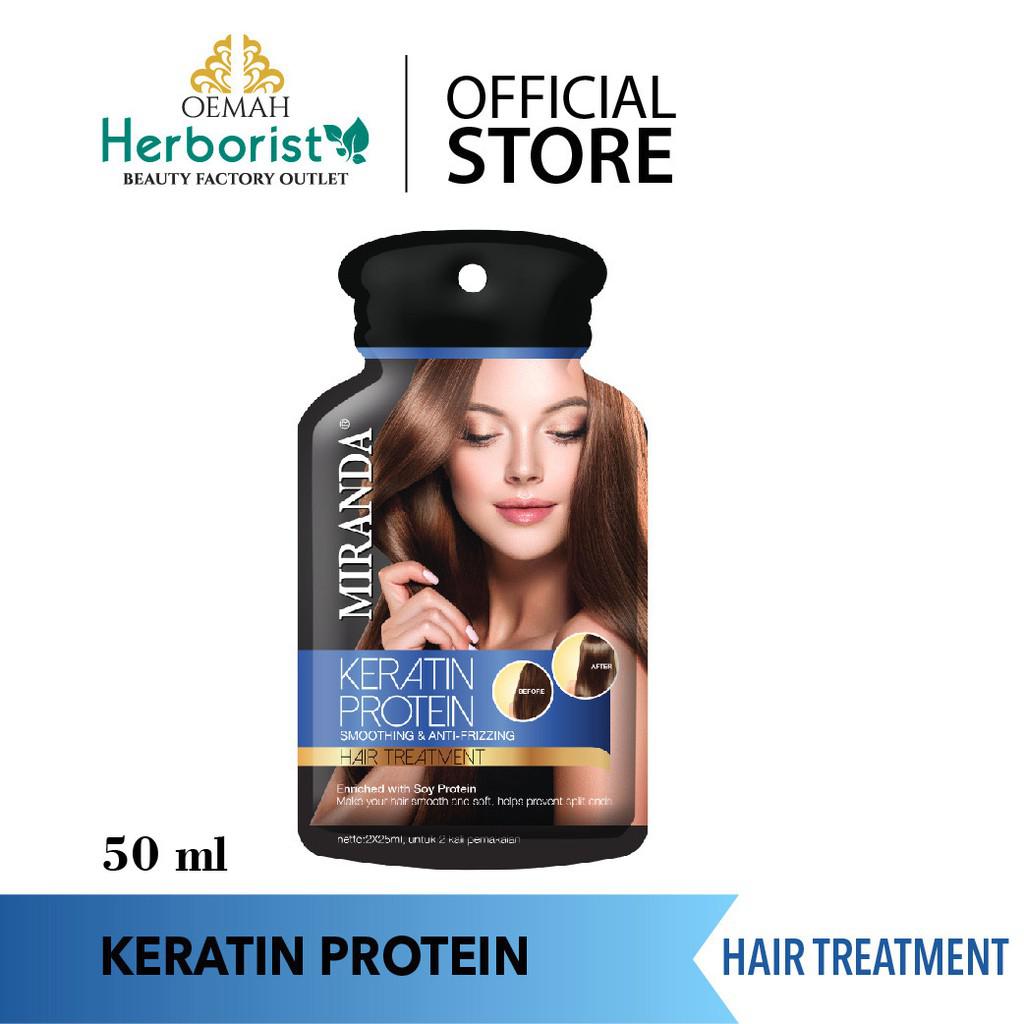 OEMAH
Herborist
BEAUTY FACTORY OUTLET
OFFICIAL
STORE
MIRANDA®
KERATIN
PROTEIN
SMOOTHING & ANTI-FRIZZING
HAIR TREATMENT
BEFORE
AFTER
Enriched with Soy Protein
Make your hair smooth and soft, helps prevent split ends
netto:2X25ml, untuk 2 kali pemakaian
50 ml
KERATIN PROTEIN
HAIR TREATMENT